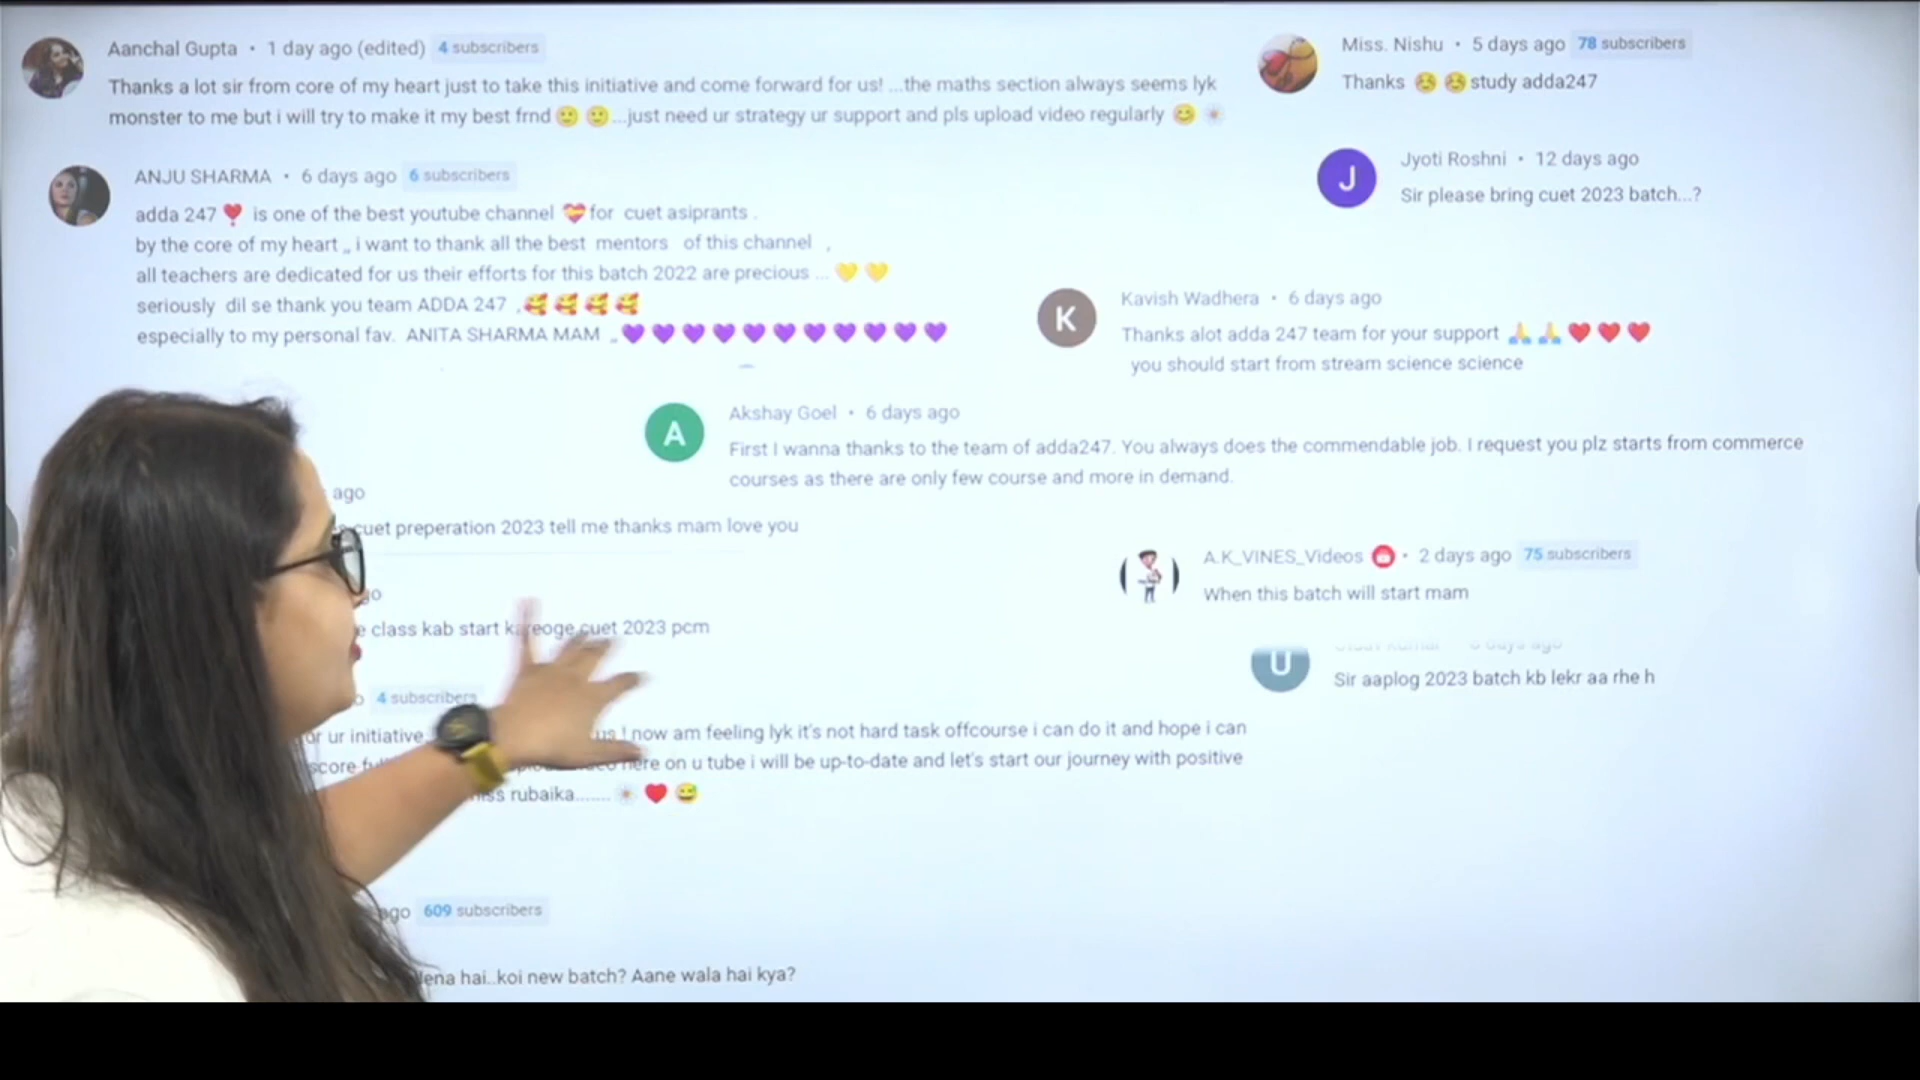 Aanchal Gupta • 1 day ago (edited) 4 subscribers
Thanks a lot sir from core of my heart just to take this initiative and come forward for us! ...the maths section always seems lyk
monster to me but i will try to make it my best frnd 🙂 🙂...just need ur strategy ur support and pls upload video regularly 😊
Miss. Nishu • 5 days ago 78 subscribers
Thanks ☺️ ☺️ study adda247
ANJU SHARMA • 6 days ago 6 subscribers
adda 247 ❣️ is one of the best youtube channel 💝 for cuet asiprants .
by the core of my heart ,, i want to thank all the best mentors of this channel ,
all teachers are dedicated for us their efforts for this batch 2022 are precious ... 💛 💛
seriously dil se thank you team ADDA 247 ,🥰 🥰 🥰 🥰
especially to my personal fav. ANITA SHARMA MAM ,,💜 💜 💜 💜 💜 💜 💜 💜 💜 💜 💜
J
Jyoti Roshni • 12 days ago
Sir please bring cuet 2023 batch...?
K
Kavish Wadhera • 6 days ago
Thanks alot adda 247 team for your support 🙏 🙏 ❤️ ❤️ ❤️
you should start from stream science science
A
Akshay Goel • 6 days ago
First I wanna thanks to the team of adda247. You always does the commendable job. I request you plz starts from commerce
courses as there are only few course and more in demand.
ago
cuet preperation 2023 tell me thanks mam love you
A.K_VINES_Videos • 2 days ago 75 subscribers
When this batch will start mam
go
class kab start kareoge cuet 2023 pcm
U
Sir aaplog 2023 batch kb lekr aa rhe h
4 subscribers
or ur initiative us ! now am feeling lyk it's not hard task offcourse i can do it and hope i can
score here on u tube i will be up-to-date and let's start our journey with positive
rubaika....... ❤️ 😅
ago 609 subscribers
lena hai..koi new batch? Aane wala hai kya?